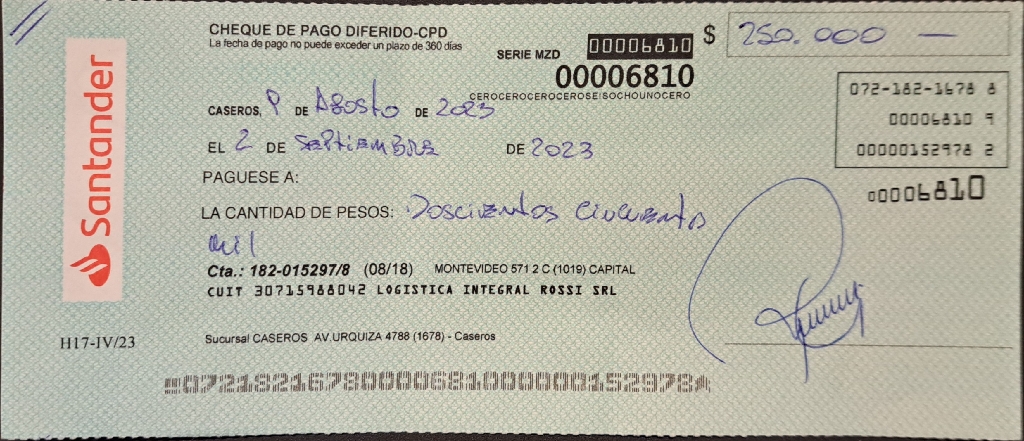 Santander
CHEQUE DE PAGO DIFERIDO-CPD
La fecha de pago no puede exceder un plazo de 360 días
SERIE MZD 00006810 $ 250.000 —
00006810
CEROCEROCEROCEROSEISOCHOUNOCERO
072-182-1678 8
00006810 9
00000152978 2
00006810
CASEROS, 9 DE Agosto DE 2023
EL 2 DE Septiembre DE 2023
PAGUESE A:
LA CANTIDAD DE PESOS: Doscientos cincuenta
mil
Cta.: 182-015297/8 (08/18) MONTEVIDEO 571 2 C (1019) CAPITAL
CUIT 30715988042 LOGISTICA INTEGRAL ROSSI SRL
H17-IV/23
Sucursal CASEROS AV.URQUIZA 4788 (1678) - Caseros
072182167800006810000001529788